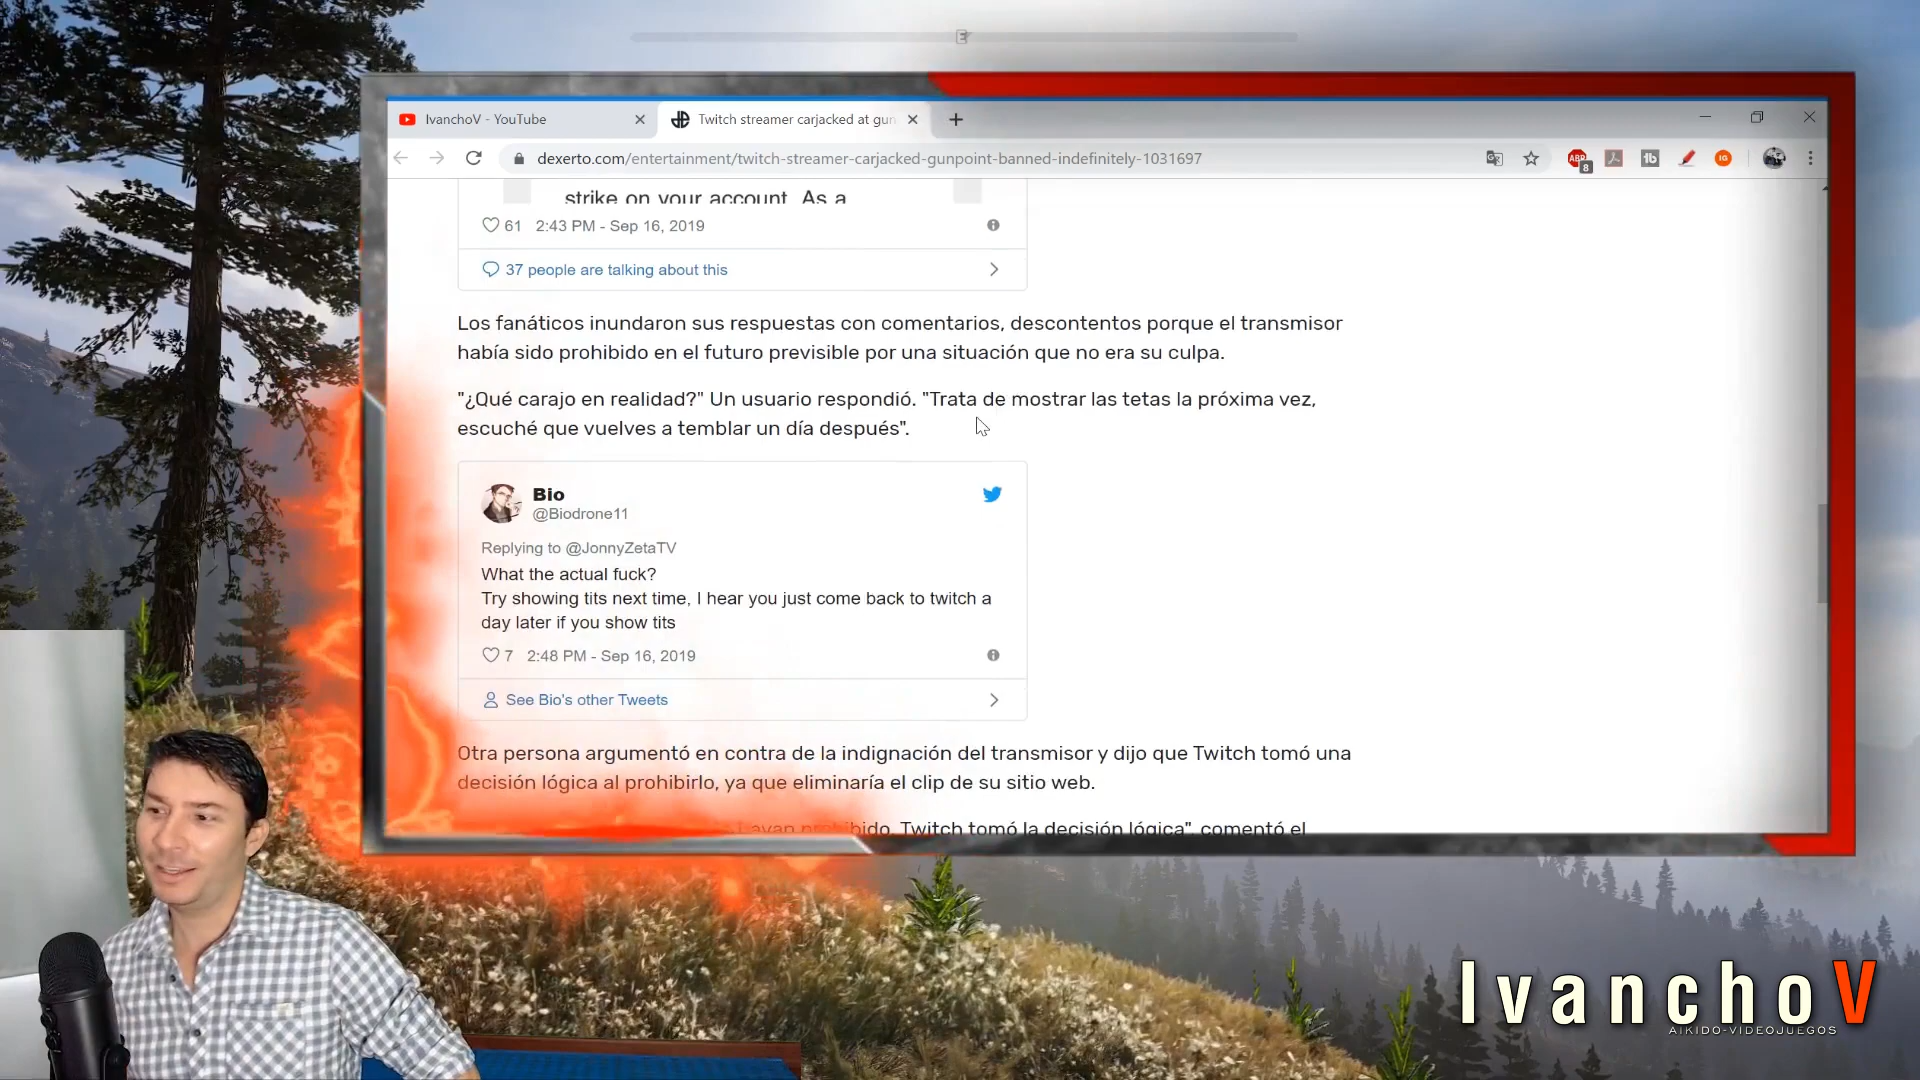 IvanchoV - YouTube
Twitch streamer carjacked at gun
dexerto.com/entertainment/twitch-streamer-carjacked-gunpoint-banned-indefinitely-1031697
ABP
8
tb
IG
strike on your account. As a
61 2:43 PM - Sep 16, 2019
37 people are talking about this
Los fanáticos inundaron sus respuestas con comentarios, descontentos porque el transmisor
había sido prohibido en el futuro previsible por una situación que no era su culpa.
"¿Qué carajo en realidad?" Un usuario respondió. "Trata de mostrar las tetas la próxima vez,
escuché que vuelves a temblar un día después".
Bio
@Biodrone11
Replying to @JonnyZetaTV
What the actual fuck?
Try showing tits next time, I hear you just come back to twitch a
day later if you show tits
7 2:48 PM - Sep 16, 2019
See Bio's other Tweets
Otra persona argumentó en contra de la indignación del transmisor y dijo que Twitch tomó una
decisión lógica al prohibirlo, ya que eliminaría el clip de su sitio web.
prohibido. Twitch tomó la decisión lógica", comentó el
IvanchoV
AIKIDO-VIDEOJUEGOS